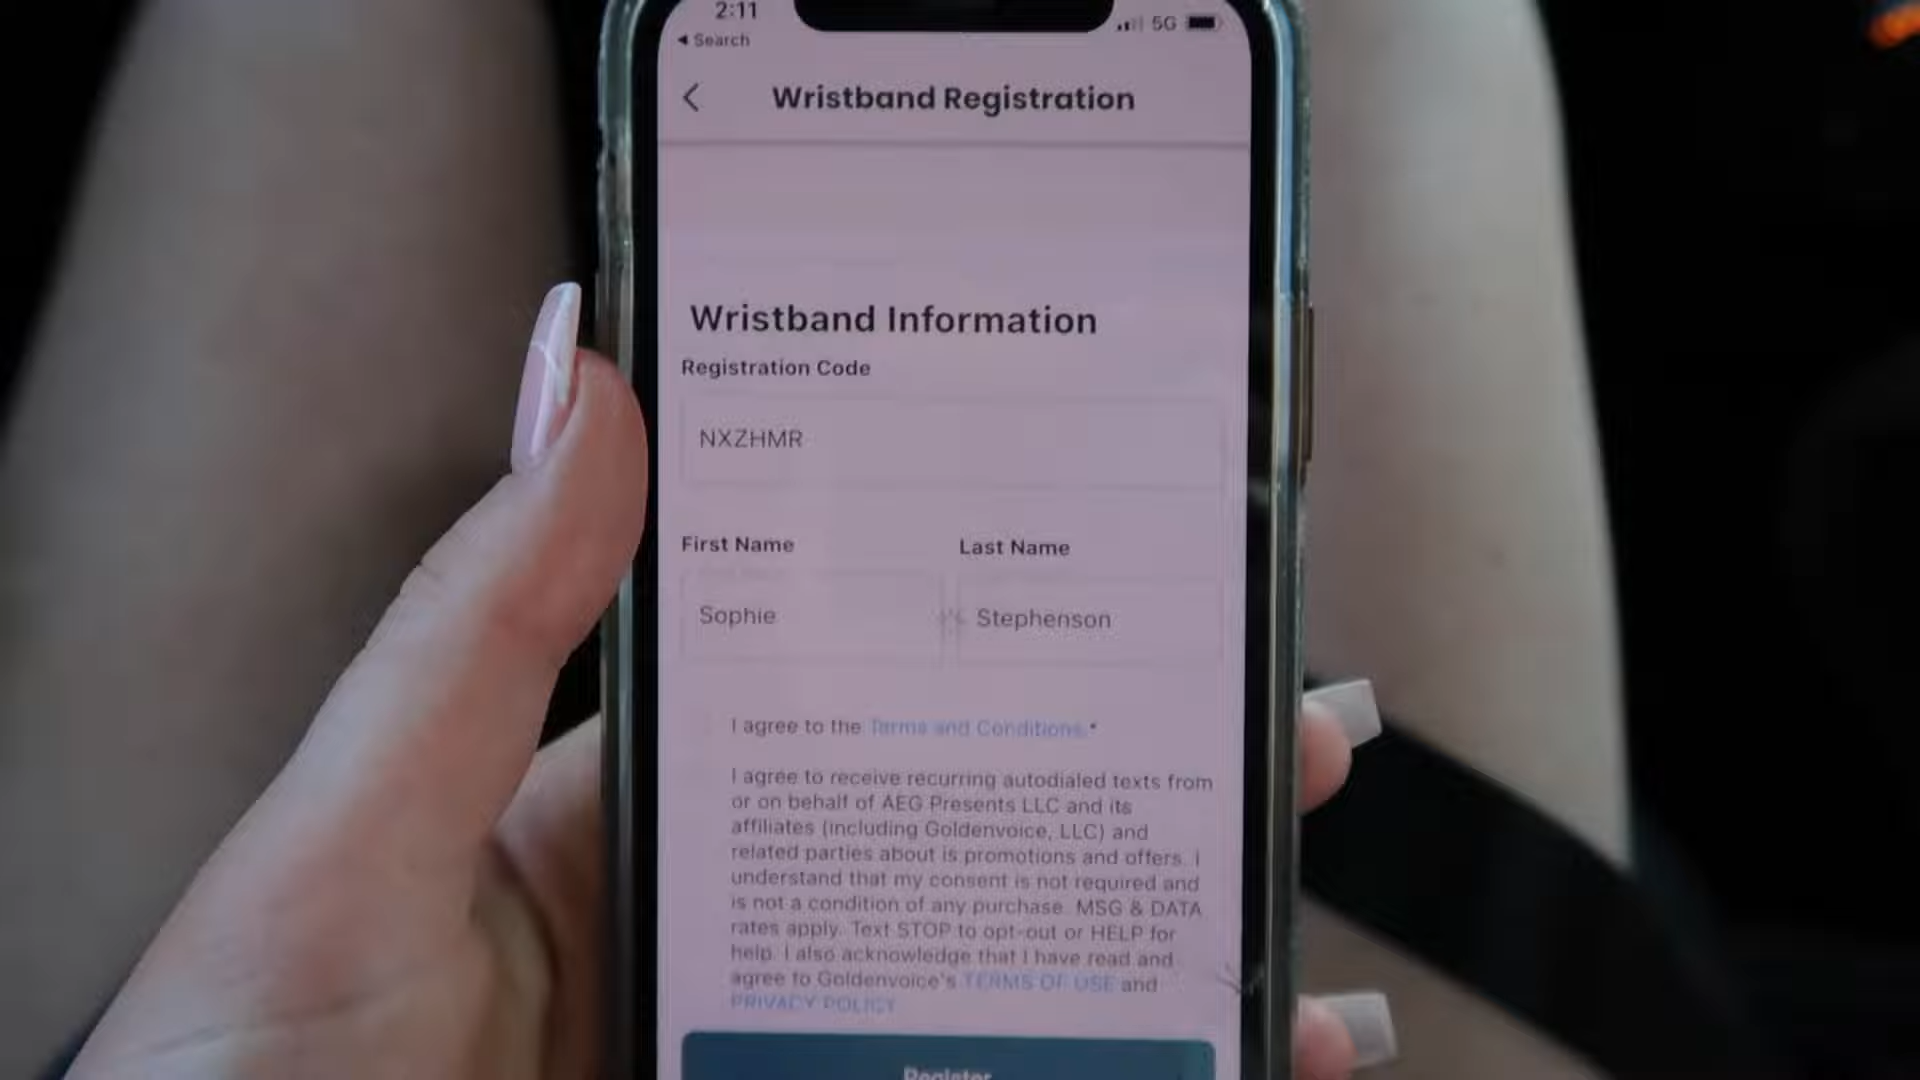 2:11
5G
◀ Search
Wristband Registration
Wristband Information
Registration Code
NXZHMR
First Name
Last Name
Sophie
Stephenson
I agree to the Terms and Conditions.*
I agree to receive recurring autodialed texts from
or on behalf of AEG Presents LLC and its
affiliates (including Goldenvoice, LLC) and
related parties about is promotions and offers. I
understand that my consent is not required and
is not a condition of any purchase. MSG & DATA
rates apply. Text STOP to opt-out or HELP for
help. I also acknowledge that I have read and
agree to Goldenvoice's TERMS OF USE and
PRIVACY POLICY
Register